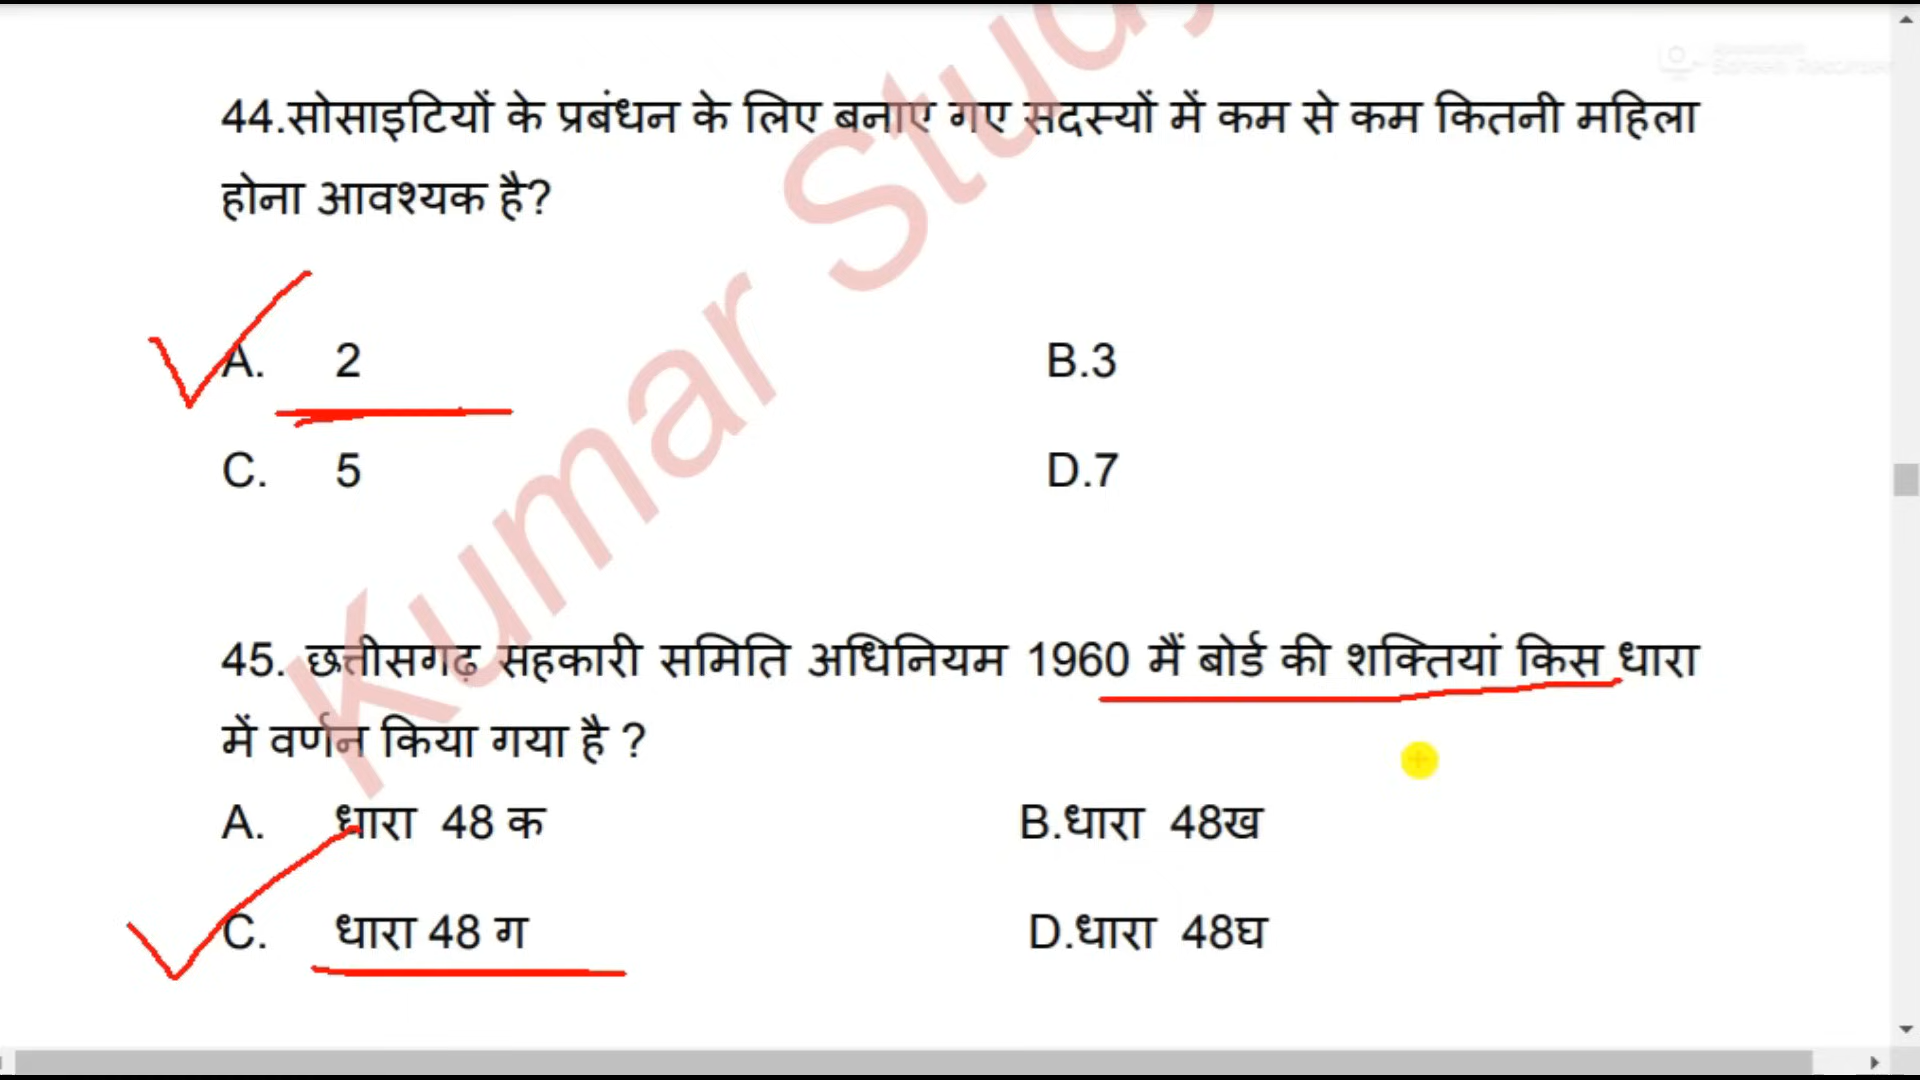 44.सोसाइटियों के प्रबंधन के लिए बनाए गए सदस्यों में कम से कम कितनी महिला
होना आवश्यक है?
A. 2 B.3
C. 5 D.7
45. छत्तीसगढ़ सहकारी समिति अधिनियम 1960 मैं बोर्ड की शक्तियां किस धारा
में वर्णन किया गया है ?
A. धारा 48 क B.धारा 48ख
C. धारा 48 ग D.धारा 48घ
Kumar Study